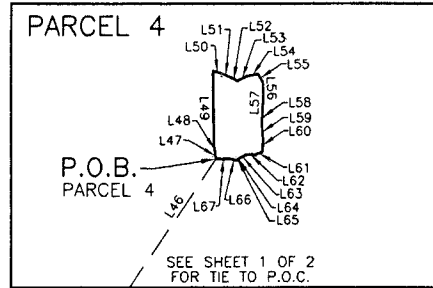 PARCEL 4
L50
L51
L52
L53
L54
L55
L56
L57
L58
L59
L60
L49
L48
L47
P.O.B.
PARCEL 4
L46
L67
L66
L61
L62
L63
L64
L65
SEE SHEET 1 OF 2
FOR TIE TO P.O.C.